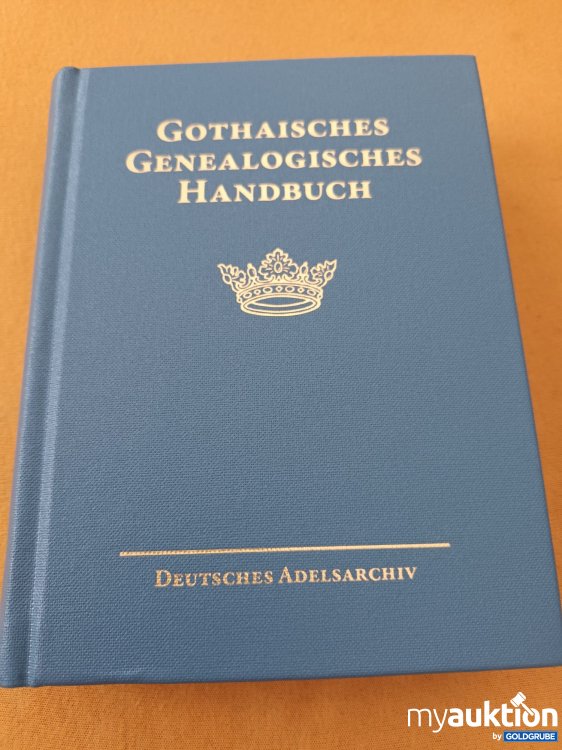 GOTHAISCHES
GENEALOGISCHES
HANDBUCH
DEUTSCHES ADELSARCHIV
myauktion
by GOLDGRUBE